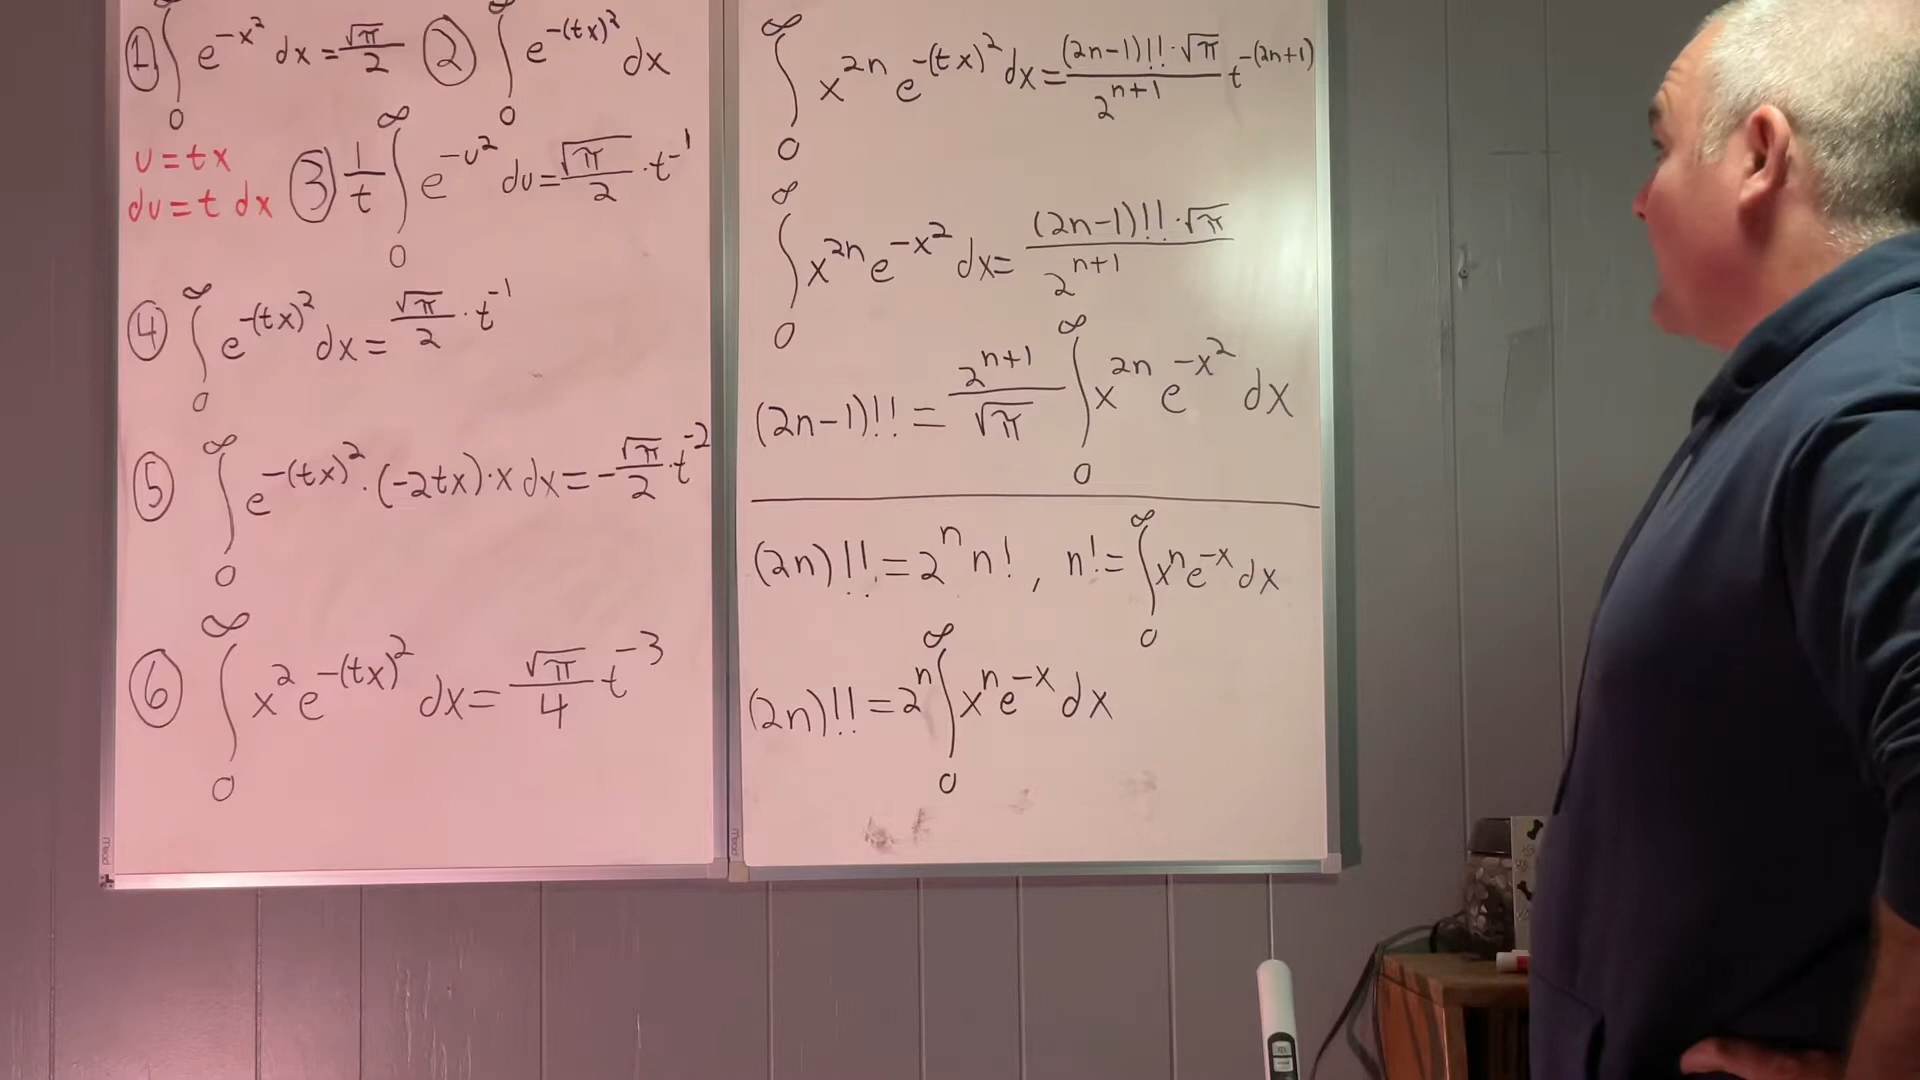 ① ∫₀^∞ e^{-x²} dx = √π/2 ② ∫₀^∞ e^{-(tx)²} dx
u = tx
du = t dx
③ 1/t ∫₀^∞ e^{-u²} du = √π/2 · t^{-1}
④ ∫₀^∞ e^{-(tx)²} dx = √π/2 · t^{-1}
⑤ ∫₀^∞ e^{-(tx)²} · (-2tx) · x dx = -√π/2 · t^{-2}
⑥ ∫₀^∞ x² e^{-(tx)²} dx = √π/4 t^{-3}
∫₀^∞ x^{2n} e^{-(tx)²} dx = (2n-1)!! · √π / 2^{n+1} t^{-(2n+1)}
∫₀^∞ x^{2n} e^{-x²} dx = (2n-1)!! · √π / 2^{n+1}
(2n-1)!! = 2^{n+1}/√π ∫₀^∞ x^{2n} e^{-x²} dx
(2n)!! = 2^n n! , n! = ∫₀^∞ x^n e^{-x} dx
(2n)!! = 2^n ∫₀^∞ x^n e^{-x} dx
Mead
Mead